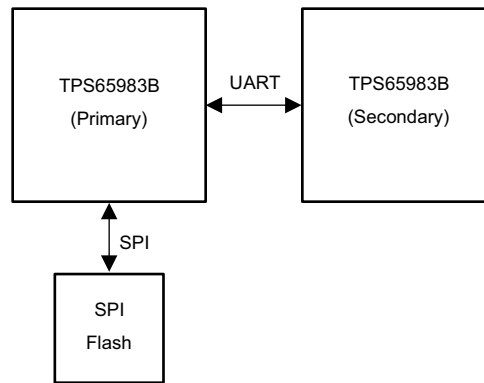 TPS65983B
(Primary)
UART
TPS65983B
(Secondary)
SPI
SPI
Flash